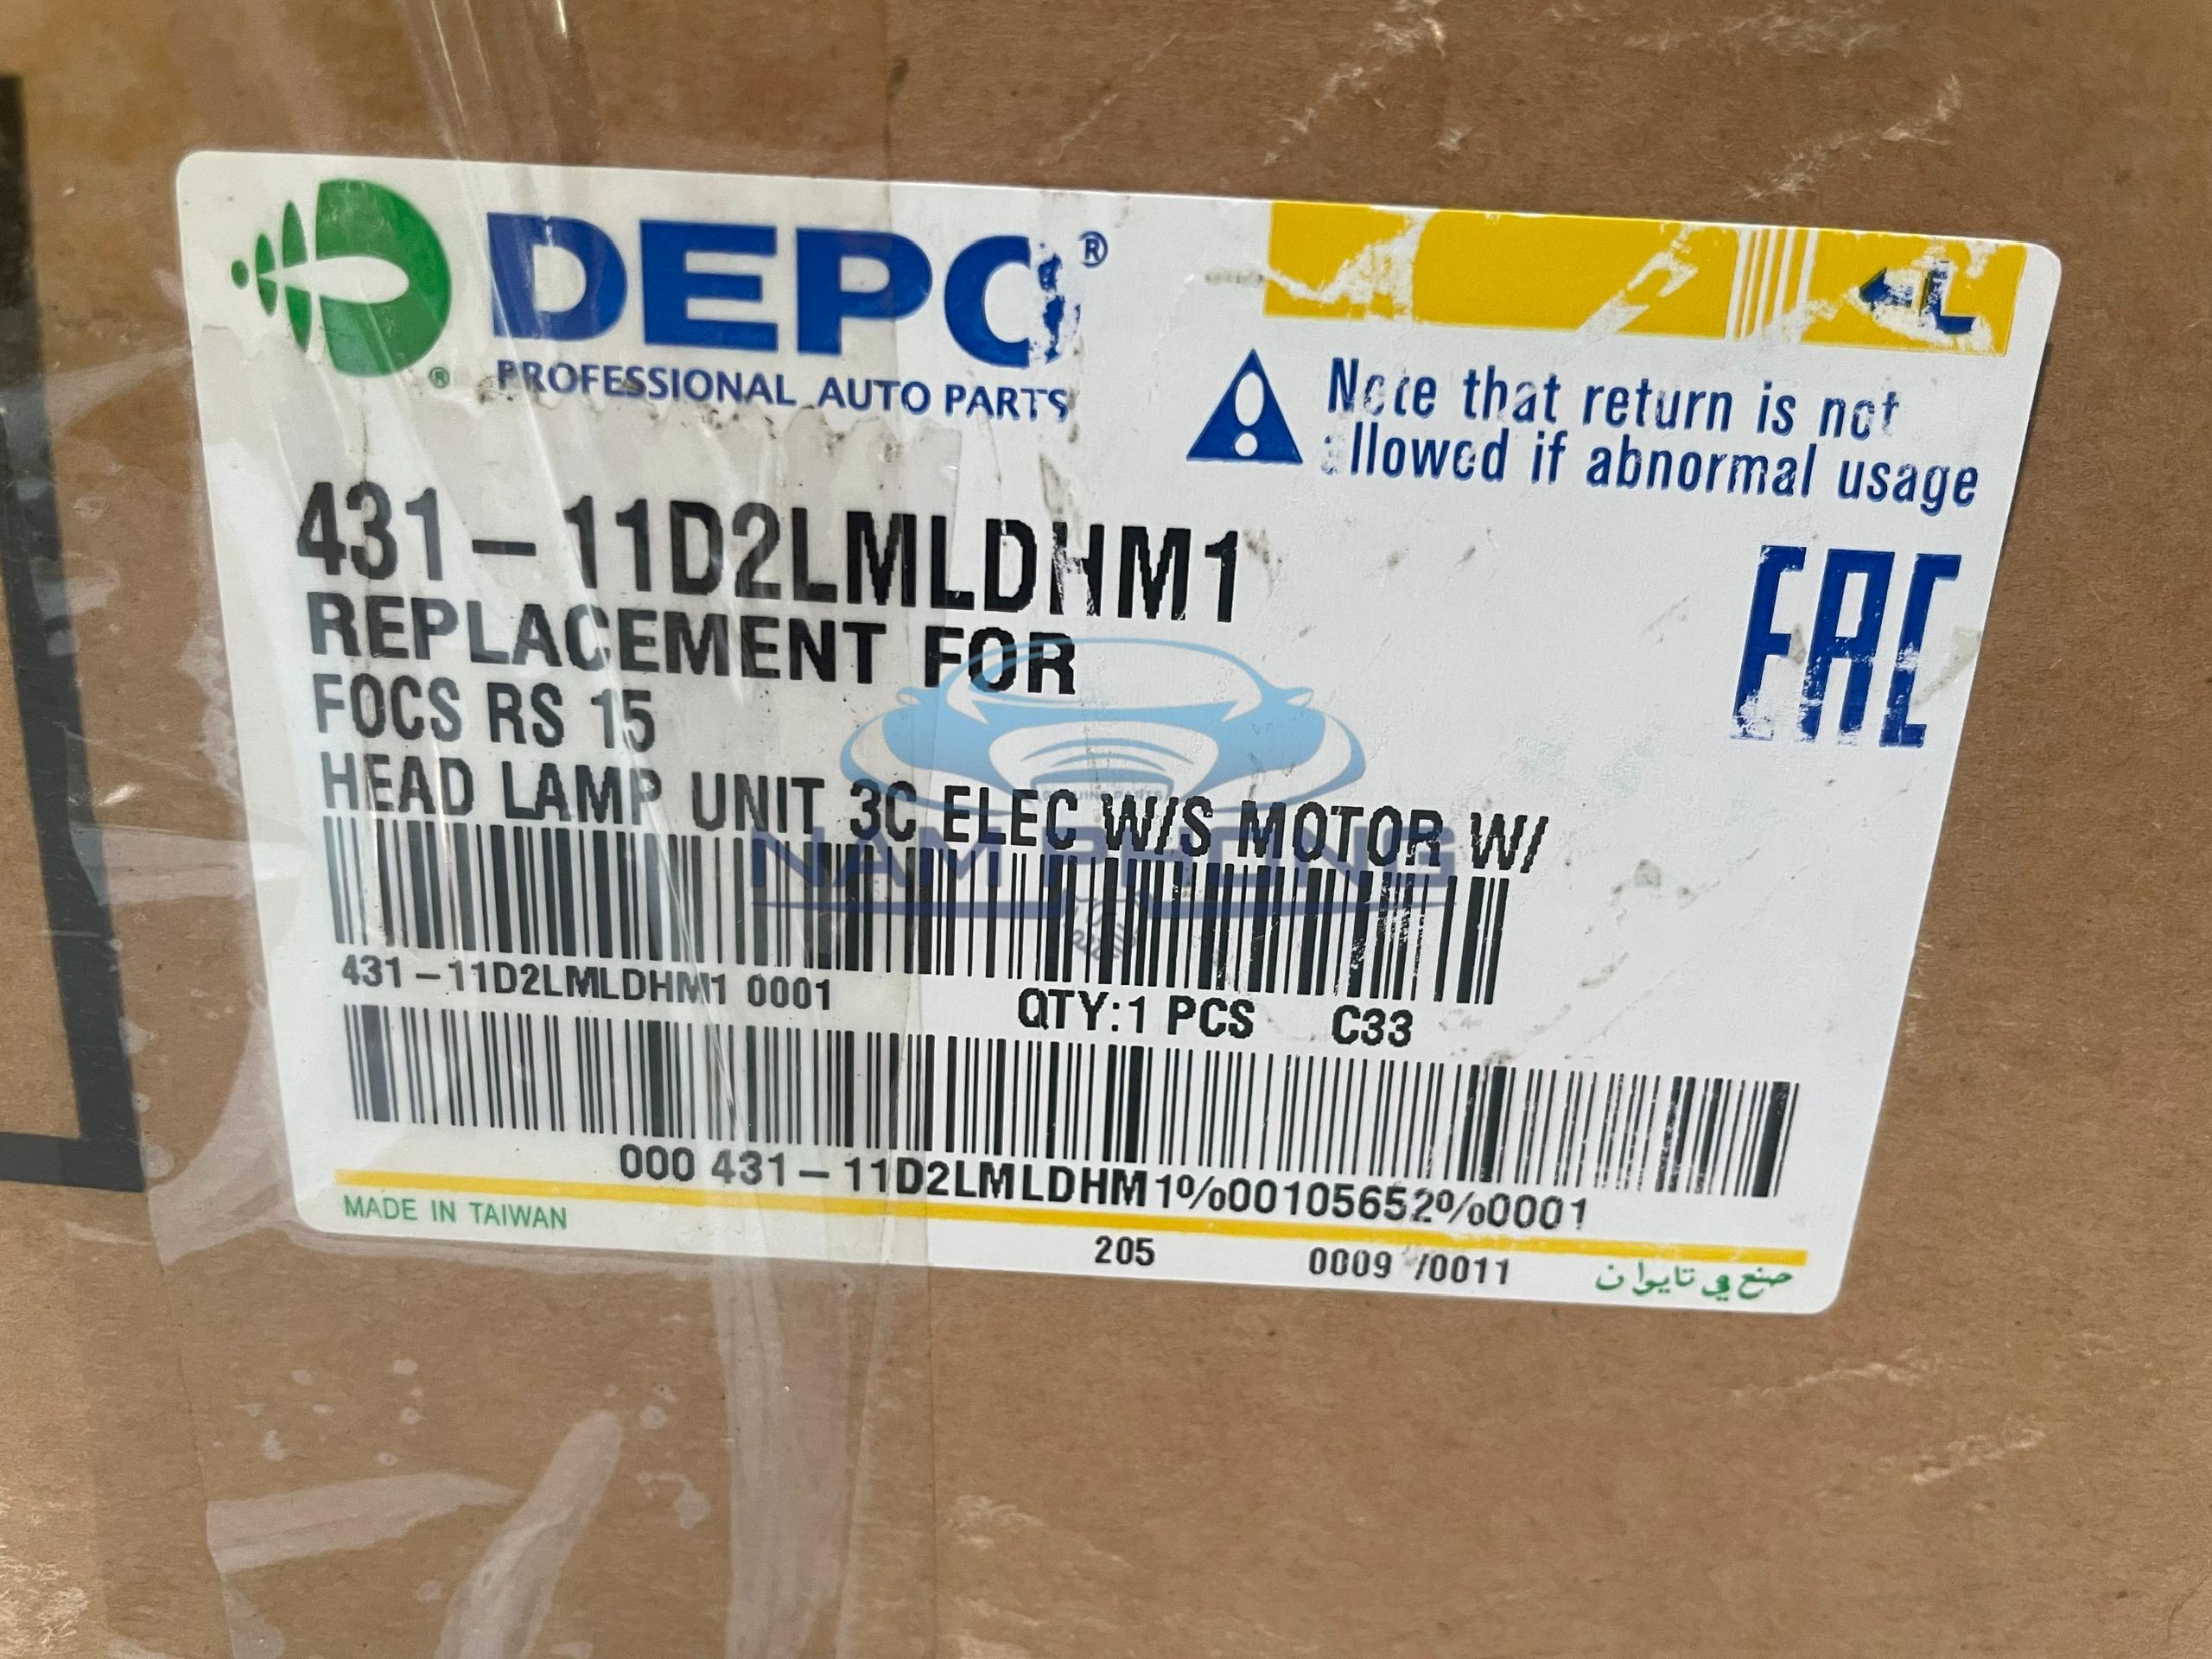 DEPO®
®
PROFESSIONAL AUTO PARTS
L
Note that return is not
allowed if abnormal usage
431-11D2LMLDHM1
REPLACEMENT FOR
FOCS RS 15
HEAD LAMP UNIT 3C ELEC W/S MOTOR W/
EAC
NAM PHONG
431-11D2LMLDHM1 0001
QTY:1 PCS C33
000 431-11D2LMLDHM1%00105652%0001
MADE IN TAIWAN
205 0009 /0011
صنع في تايوان